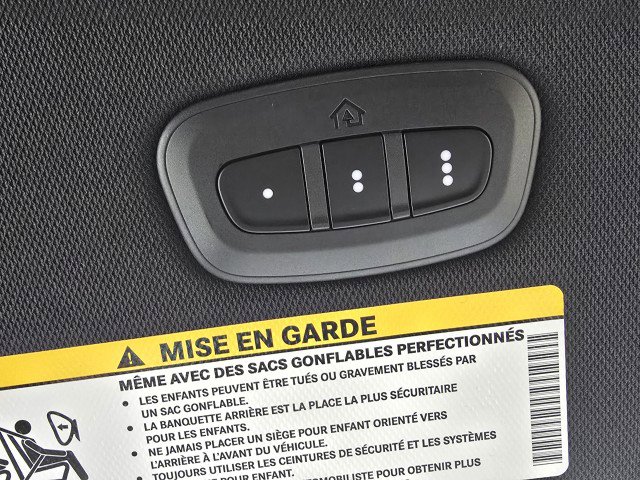 MISE EN GARDE
MÊME AVEC DES SACS GONFLABLES PERFECTIONNÉS
• LES ENFANTS PEUVENT ÊTRE TUÉS OU GRAVEMENT BLESSÉS PAR
UN SAC GONFLABLE.
• LA BANQUETTE ARRIÈRE EST LA PLACE LA PLUS SÉCURITAIRE
POUR LES ENFANTS.
• NE JAMAIS PLACER UN SIÈGE POUR ENFANT ORIENTÉ VERS
L'ARRIÈRE À L'AVANT DU VÉHICULE.
• TOUJOURS UTILISER LES CEINTURES DE SÉCURITÉ ET LES SYSTÈMES
POUR ENFANT.
POUR OBTENIR PLUS